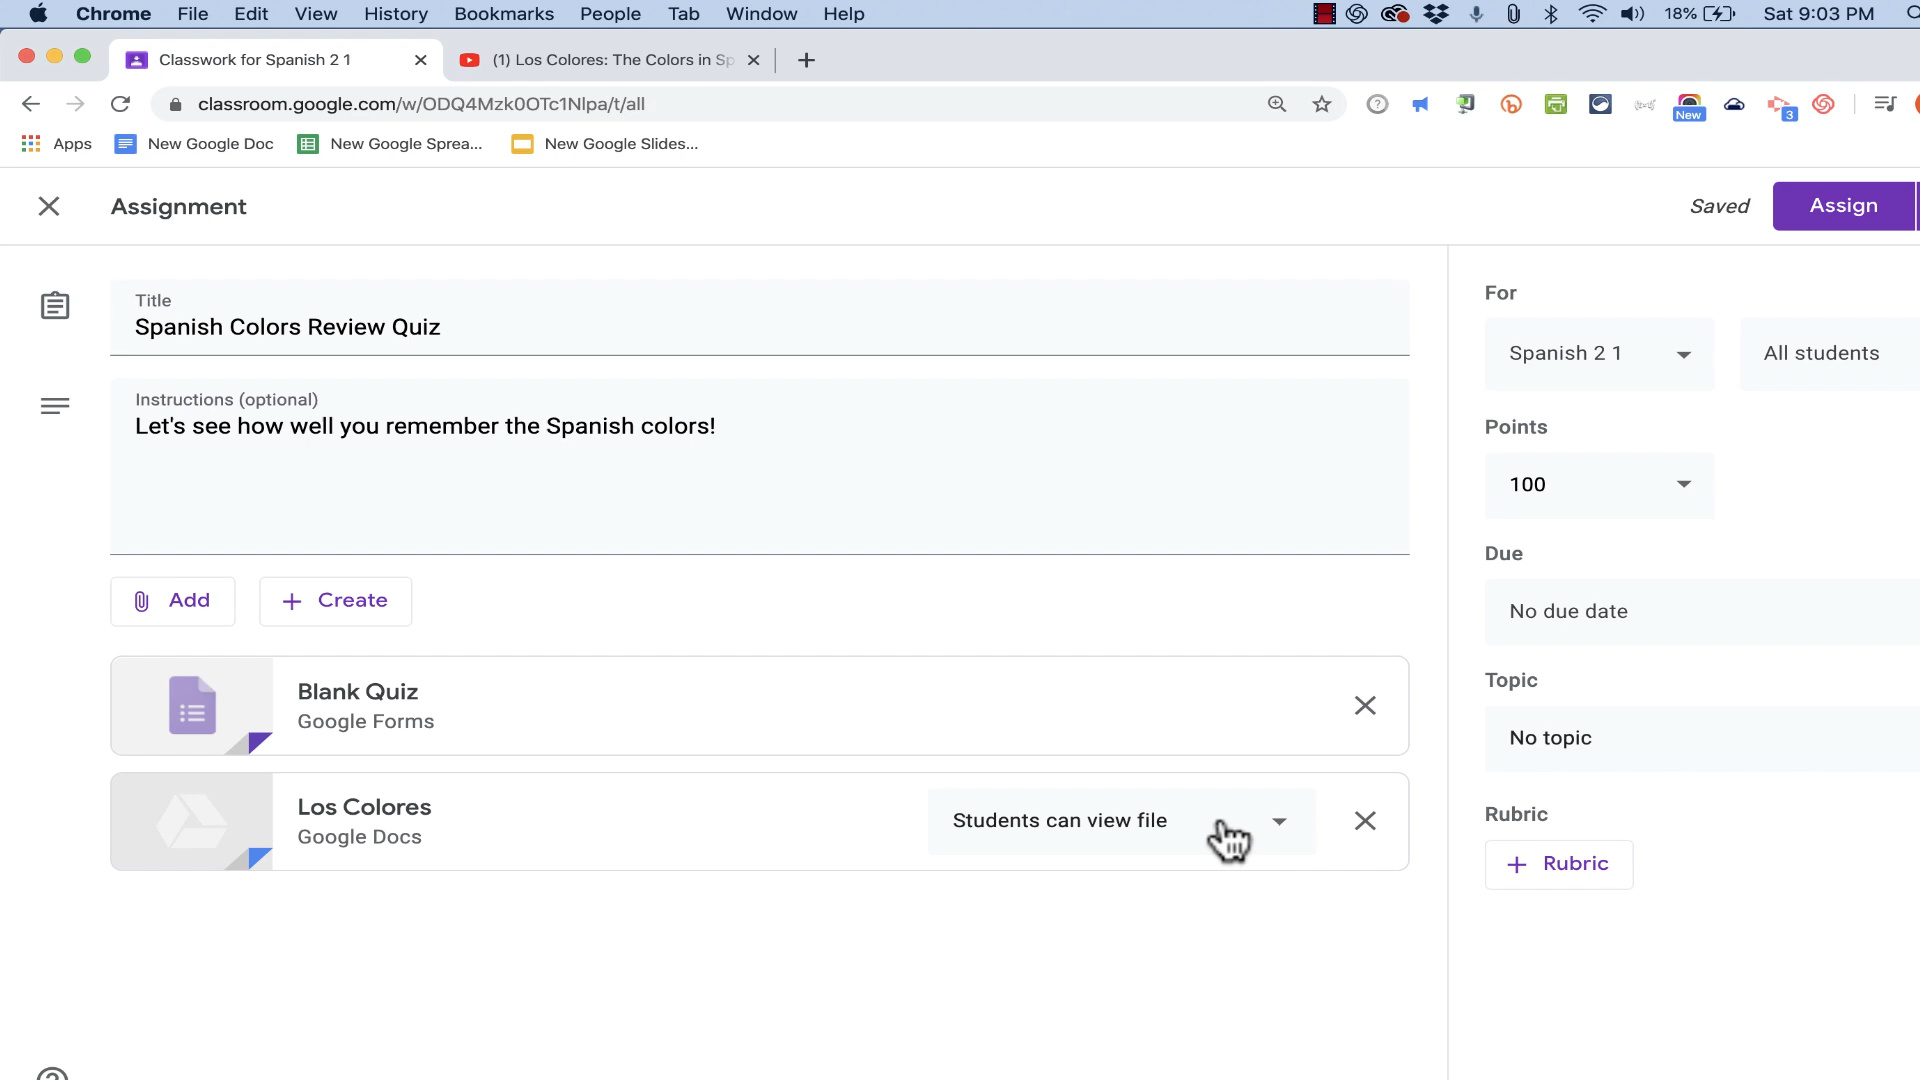 Chrome File Edit View History Bookmarks People Tab Window Help 18% Sat 9:03 PM
Classwork for Spanish 2 1 (1) Los Colores: The Colors in Sp
classroom.google.com/w/ODQ4Mzk0OTc1Nlpa/t/all New 3
Apps New Google Doc New Google Sprea... New Google Slides...
Assignment Saved Assign
Title
Spanish Colors Review Quiz
Instructions (optional)
Let's see how well you remember the Spanish colors!
Add Create
Blank Quiz
Google Forms
Los Colores
Google Docs
Students can view file
For
Spanish 2 1 All students
Points
100
Due
No due date
Topic
No topic
Rubric
Rubric